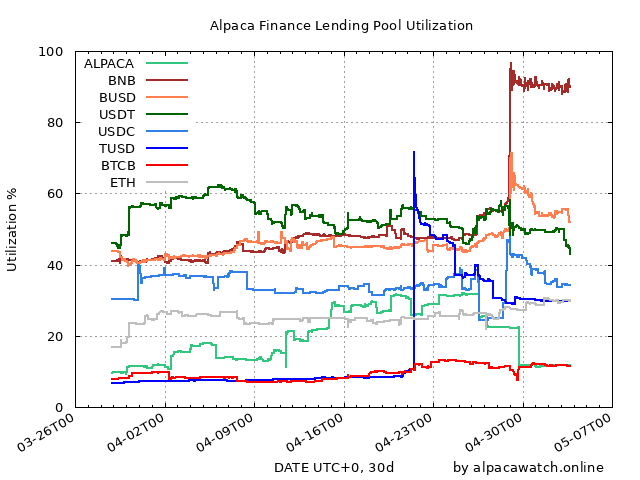 Alpaca Finance Lending Pool Utilization
Utilization %
100
80
60
40
20
0
ALPACA
BNB
BUSD
USDT
USDC
TUSD
BTCB
ETH
03-26T00
04-02T00
04-09T00
04-16T00
04-23T00
04-30T00
05-07T00
DATE UTC+0, 30d
by alpacawatch.online